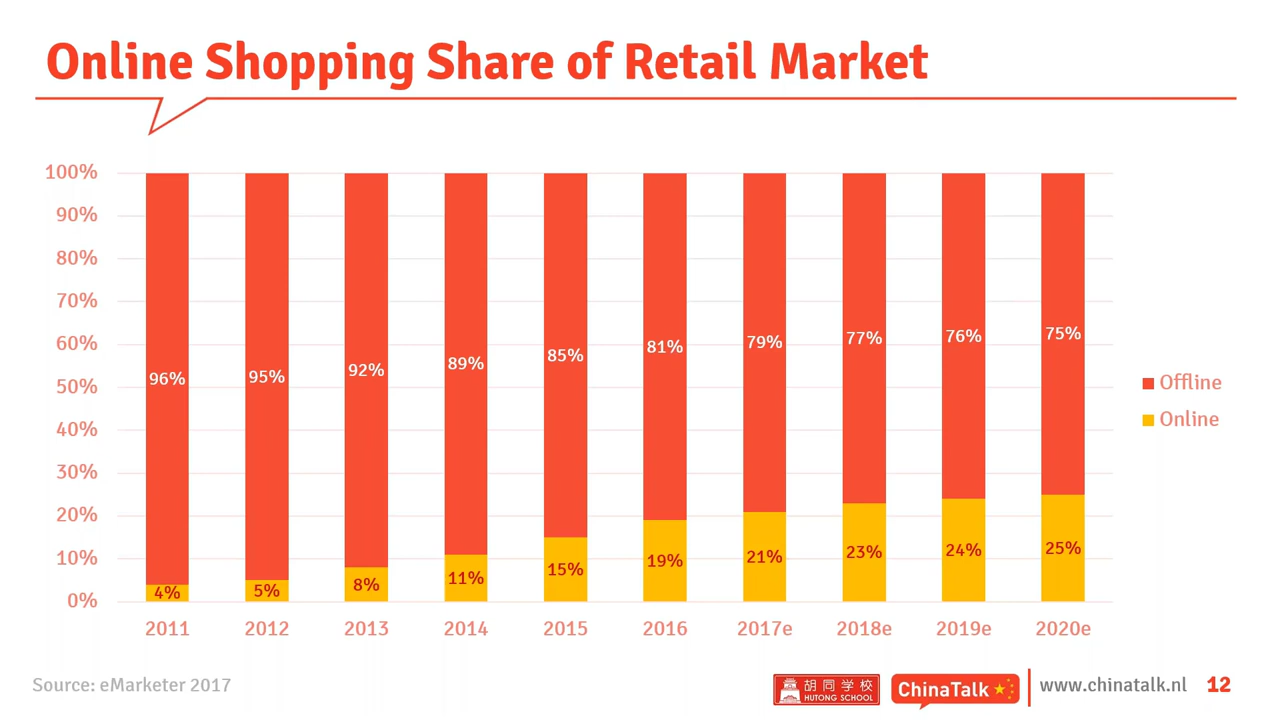 Online Shopping Share of Retail Market
100%
90%
80%
70%
60%
50%
40%
30%
20%
10%
0%
96% 95% 92% 89% 85% 81% 79% 77% 76% 75%
4% 5% 8% 11% 15% 19% 21% 23% 24% 25%
2011 2012 2013 2014 2015 2016 2017e 2018e 2019e 2020e
Offline
Online
Source: eMarketer 2017
胡同学校
HUTONG SCHOOL
ChinaTalk
www.chinatalk.nl 12